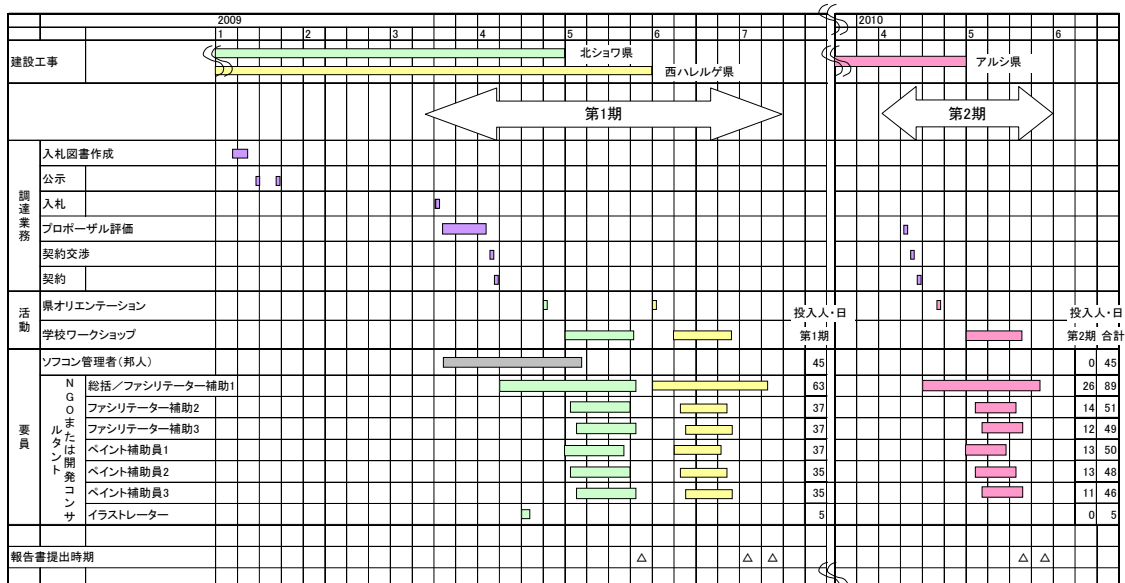 2009 2010
1 2 3 4 5 6 7 4 5 6
建設工事
北ショワ県
西ハレルゲ県
アルシ県
第1期 第2期
調達業務
入札図書作成
公示
入札
プロポーザル評価
契約交渉
契約
活動
県オリエンテーション 投入人・日 投入人・日
学校ワークショップ 第1期 第2期 合計
要員
ソフコン管理者(邦人) 45 0 45
NGOまたは開発コンサルタント
総括/ファシリテーター補助1 63 26 89
ファシリテーター補助2 37 14 51
ファシリテーター補助3 37 12 49
ペイント補助員1 37 13 50
ペイント補助員2 35 13 48
ペイント補助員3 35 11 46
イラストレーター 5 0 5
報告書提出時期 △ △ △ △ △